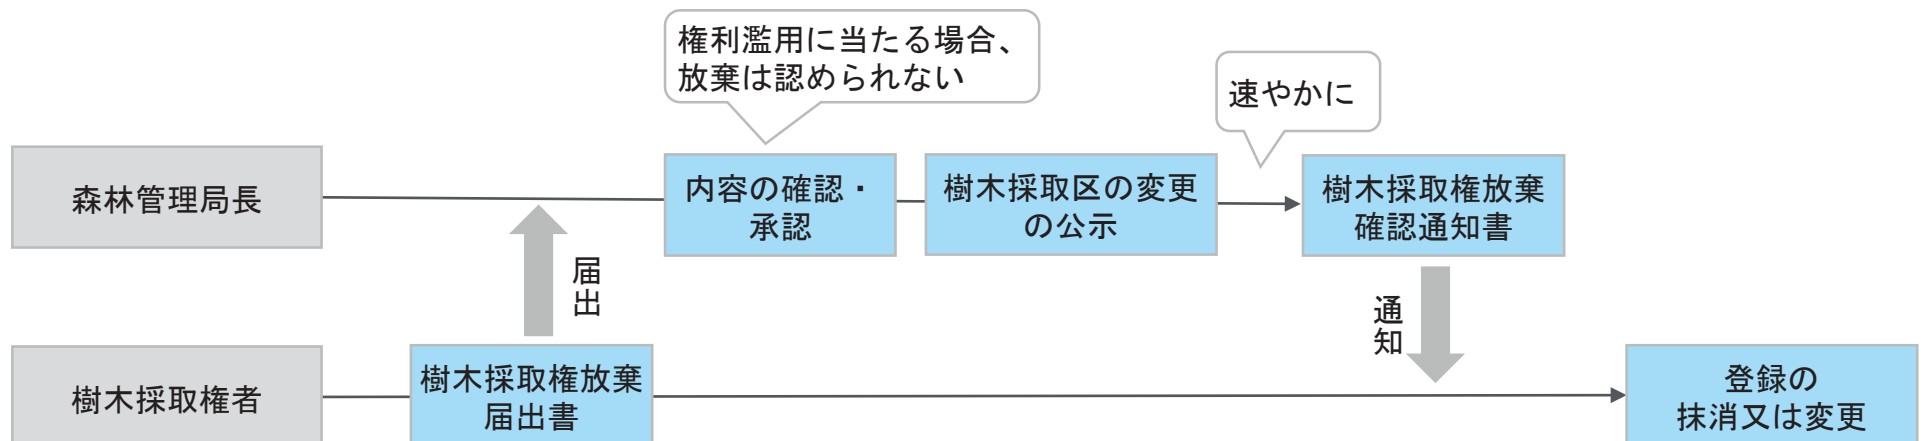 権利濫用に当たる場合、
放棄は認められない
速やかに
森林管理局長
内容の確認・
承認
樹木採取区の変更
の公示
樹木採取権放棄
確認通知書
届出
通知
樹木採取権者
樹木採取権放棄
届出書
登録の
抹消又は変更